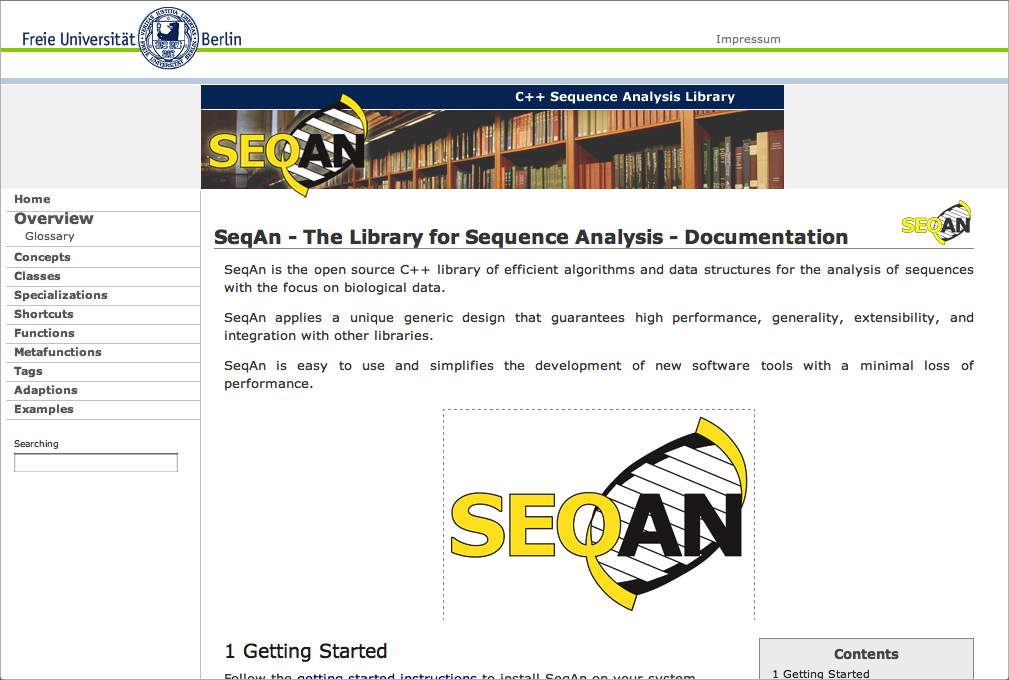 Freie Universität Berlin
Impressum
C++ Sequence Analysis Library
SEQAN
Home
Overview
Glossary
Concepts
Classes
Specializations
Shortcuts
Functions
Metafunctions
Tags
Adaptions
Examples
Searching
SEQAN
SeqAn - The Library for Sequence Analysis - Documentation
SeqAn is the open source C++ library of efficient algorithms and data structures for the analysis of sequences
with the focus on biological data.
SeqAn applies a unique generic design that guarantees high performance, generality, extensibility, and
integration with other libraries.
SeqAn is easy to use and simplifies the development of new software tools with a minimal loss of
performance.
SEQAN
1 Getting Started
Follow the getting started instructions to install SeqAn on your system.
Contents
1 Getting Started